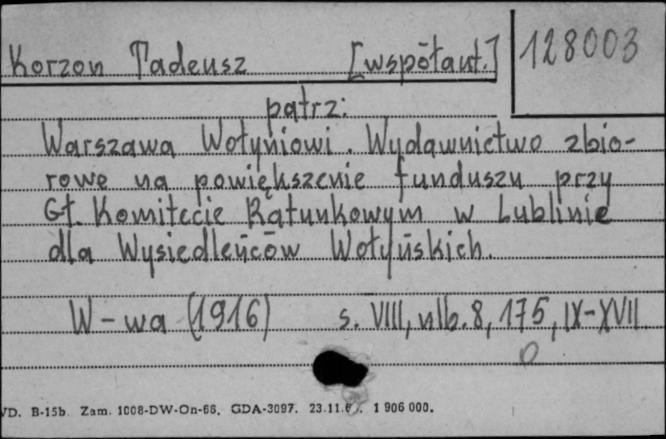 Korzon Tadeusz [współaut.] 128003
patrz:
Warszawa Wołyniowi. Wydawnictwo zbio-
rowe na powiększenie funduszu przy
Gł. Komitecie Ratunkowym w Lublinie
dla Wysiedleńców Wołyńskich.
W-wa (1916) s. VIII, nlb. 8, 175, IX-XVII
VD. B-15b. Zam. 1008-DW-On-66. GDA-3097. 23.11. 1 906 000.